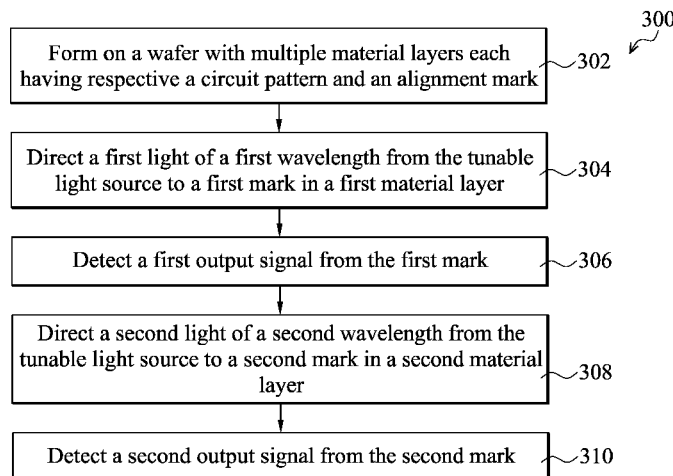 300
Form on a wafer with multiple material layers each
having respective a circuit pattern and an alignment mark
302
Direct a first light of a first wavelength from the tunable
light source to a first mark in a first material layer
304
Detect a first output signal from the first mark
306
Direct a second light of a second wavelength from the
tunable light source to a second mark in a second material
layer
308
Detect a second output signal from the second mark
310